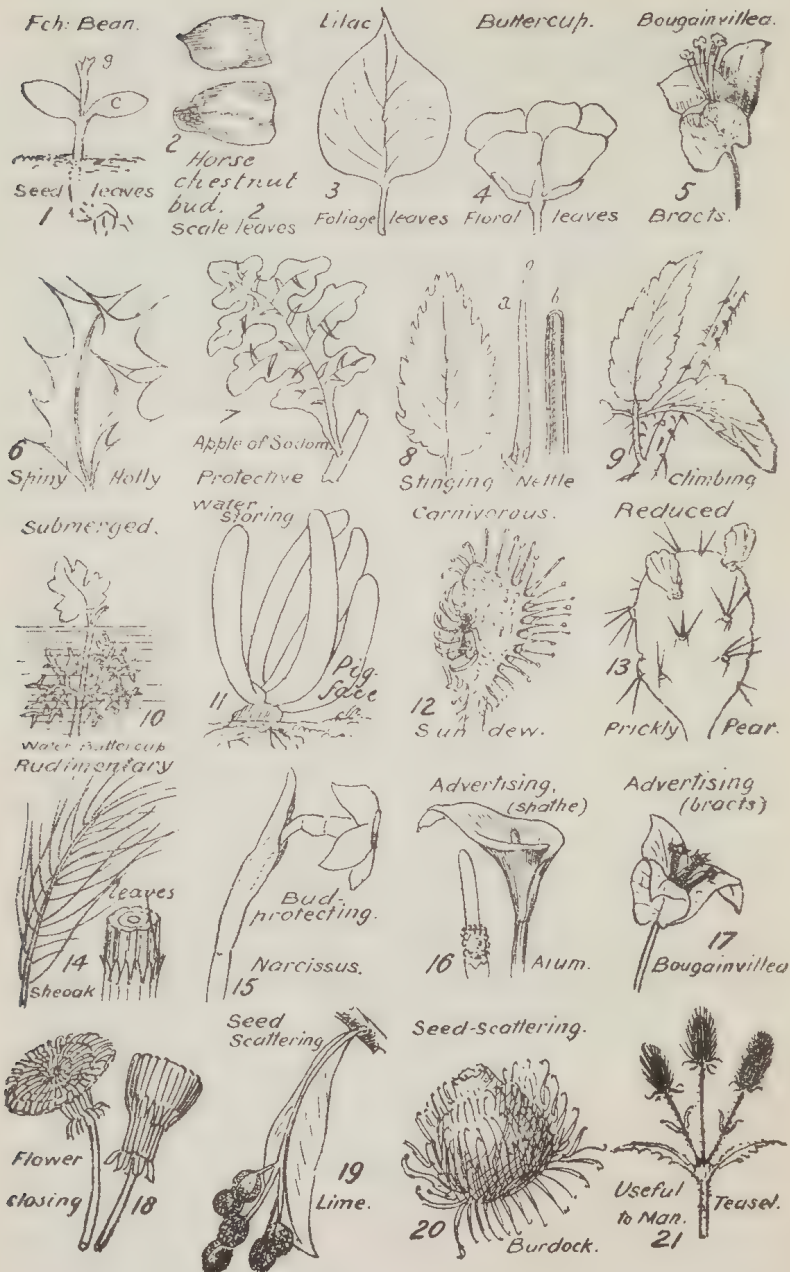 Fch: Bean.
g
c
Seed leaves
1
2
Horse
chestnut
bud. 2
Scale leaves
Lilac
3
Foliage leaves
Buttercup.
4
Floral leaves
Bougainvillea.
5
Bracts.
6
Spiny Holly
7
Apple of Sodom.
Protective
a
b
8
Stinging Nettle
9
Climbing
Submerged.
10
Water Buttercup
Water
Storing
11
Pig
face
Carnivorous.
12
Sun dew.
Reduced
13
Prickly Pear.
Rudimentary
leaves
14
Sheoak
Bud-
protecting.
Narcissus.
15
Advertising.
(spathe)
16
Arum.
Advertising
(bracts)
17
Bougainvillea
Flower
closing
18
Seed
Scattering
19
Lime.
Seed-scattering.
20
Burdock.
Useful
to Man.
Teasel.
21